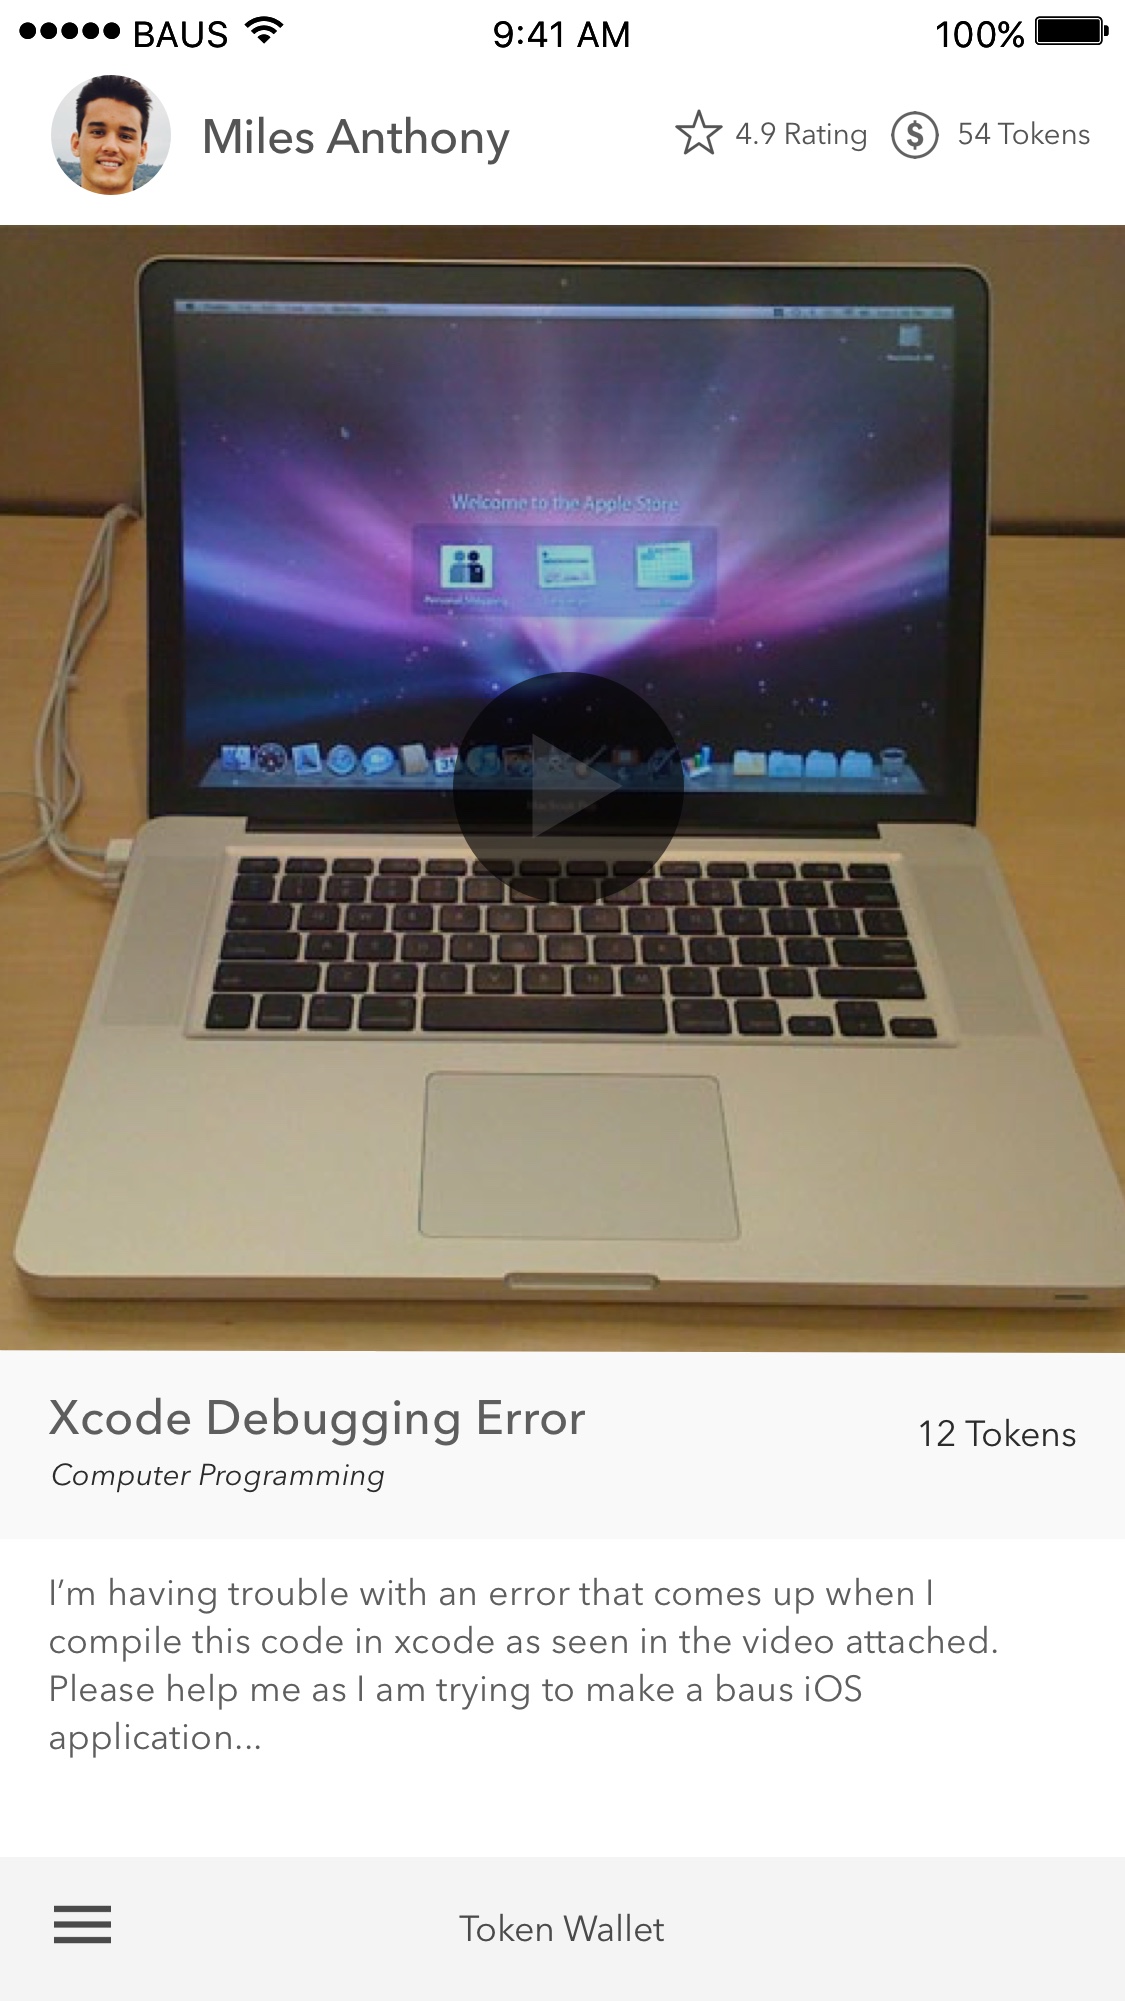 BAUS
9:41 AM
100%
Miles Anthony
4.9 Rating
54 Tokens
Welcome to the Apple Store
Personal Shopping
Xcode Debugging Error
12 Tokens
Computer Programming
I'm having trouble with an error that comes up when I
compile this code in xcode as seen in the video attached.
Please help me as I am trying to make a baus iOS
application...
Token Wallet